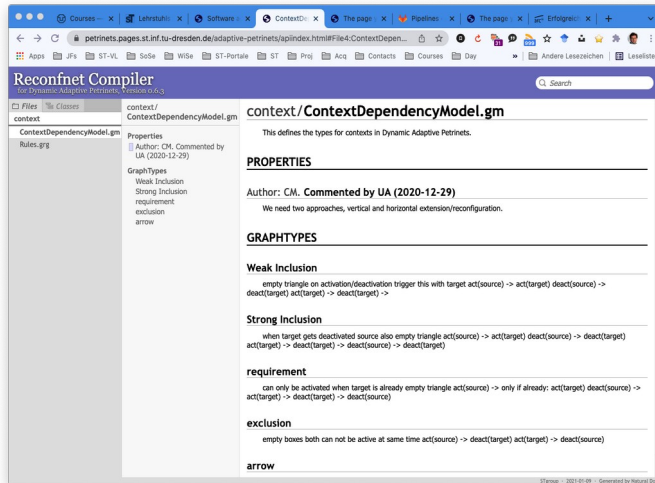 Courses —
Lehrstuhl
Software
ContextDe
The page
Pipelines
The page
Erfolgreich
petrinets.pages.st.inf.tu-dresden.de/adaptive-petrinets/apiindex.html#File4:ContextDepen...
Apps JFs ST-VL SoSe WiSe ST-Portale ST Proj Acq Contacts Courses Day » Andere Lesezeichen Leseliste
Reconfnet Compiler
for Dynamic Adaptive Petrinets, Version 0.6.3
Search
Files Classes
context
ContextDependencyModel.gm
Rules.grg
context/
ContextDependencyModel.gm
Properties
Author: CM. Commented by
UA (2020-12-29)
GraphTypes
Weak Inclusion
Strong Inclusion
requirement
exclusion
arrow
context/ContextDependencyModel.gm
This defines the types for contexts in Dynamic Adaptive Petrinets.
PROPERTIES
Author: CM. Commented by UA (2020-12-29)
We need two approaches, vertical and horizontal extension/reconfiguration.
GRAPHTYPES
Weak Inclusion
empty triangle on activation/deactivation trigger this with target act(source) -> act(target) deact(source) ->
deact(target) act(target) -> deact(target) ->
Strong Inclusion
when target gets deactivated source also empty triangle act(source) -> act(target) deact(source) -> deact(target)
act(target) -> deact(target) -> deact(source) -> deact(target)
requirement
can only be activated when target is already empty triangle act(source) -> only if already: act(target) deact(source) ->
act(target) -> deact(target) -> deact(source)
exclusion
empty boxes both can not be active at same time act(source) -> deact(target) act(target) -> deact(source)
arrow
STgroup · 2021-01-09 · Generated by Natural Do